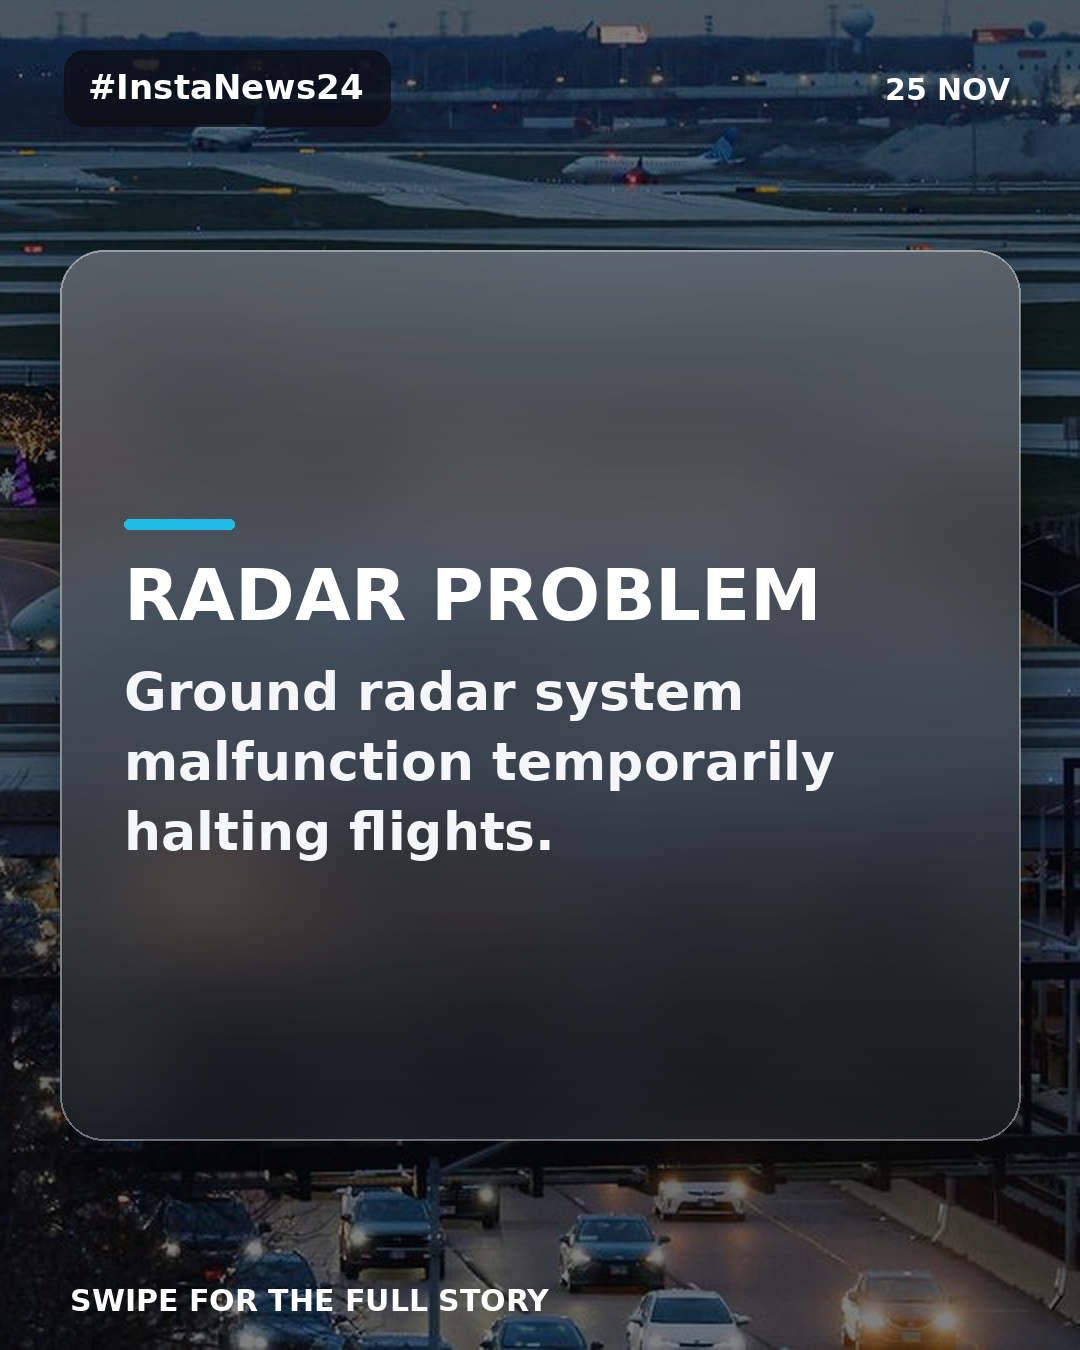 #InstaNews24
25 NOV
RADAR PROBLEM
Ground radar system
malfunction temporarily
halting flights.
SWIPE FOR THE FULL STORY